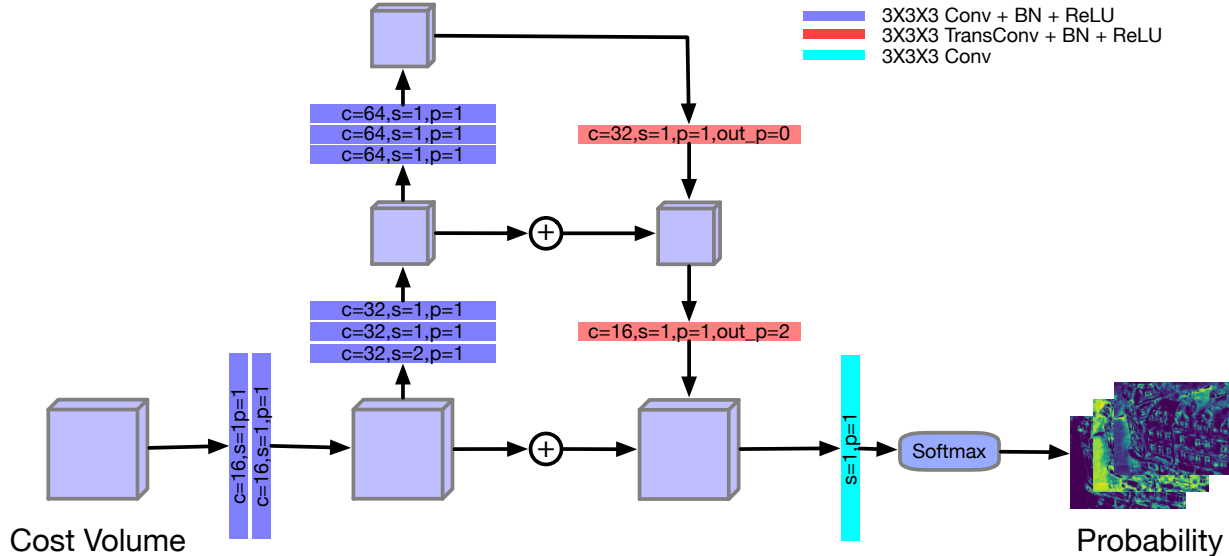 3X3X3 Conv + BN + ReLU
3X3X3 TransConv + BN + ReLU
3X3X3 Conv
c=64,s=1,p=1
c=64,s=1,p=1
c=64,s=1,p=1
c=32,s=1,p=1,out_p=0
+
c=32,s=1,p=1
c=32,s=1,p=1
c=32,s=2,p=1
c=16,s=1,p=1,out_p=2
c=16,s=1p=1
c=16,s=1,p=1
+
s=1,p=1
Softmax
Cost Volume
Probability